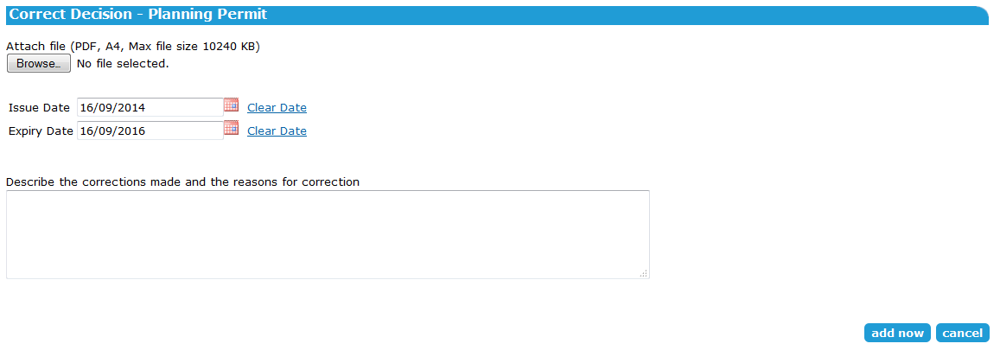 Correct Decision - Planning Permit
Attach file (PDF, A4, Max file size 10240 KB)
Browse... No file selected.
Issue Date 16/09/2014 Clear Date
Expiry Date 16/09/2016 Clear Date
Describe the corrections made and the reasons for correction
add now cancel